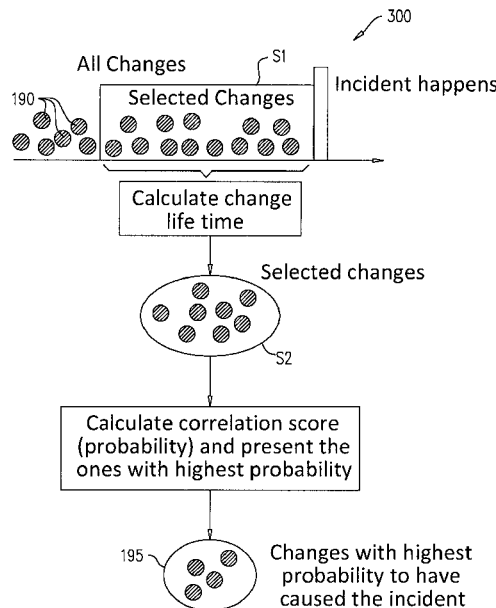 300
S1
All Changes
Incident happens
190
Selected Changes
Calculate change
life time
Selected changes
S2
Calculate correlation score
(probability) and present the
ones with highest probability
195
Changes with highest
probability to have
caused the incident